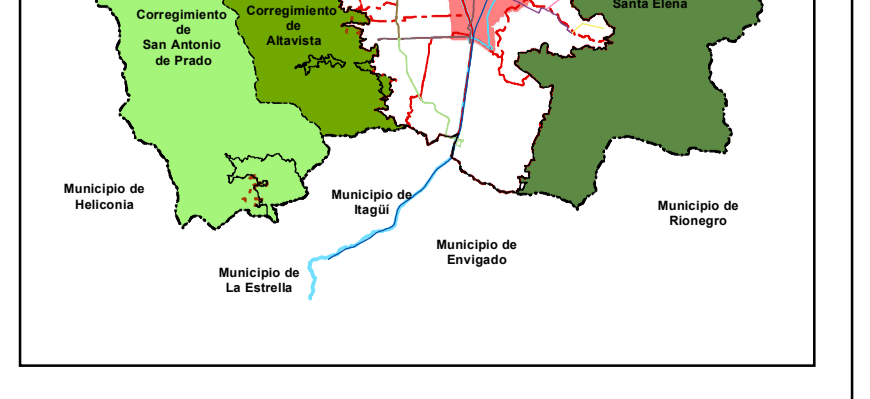 Santa Elena
Corregimiento
de
San Antonio
de Prado
Corregimiento
de
Altavista
Municipio de
Heliconia
Municipio de
Itagüí
Municipio de
Rionegro
Municipio de
Envigado
Municipio de
La Estrella